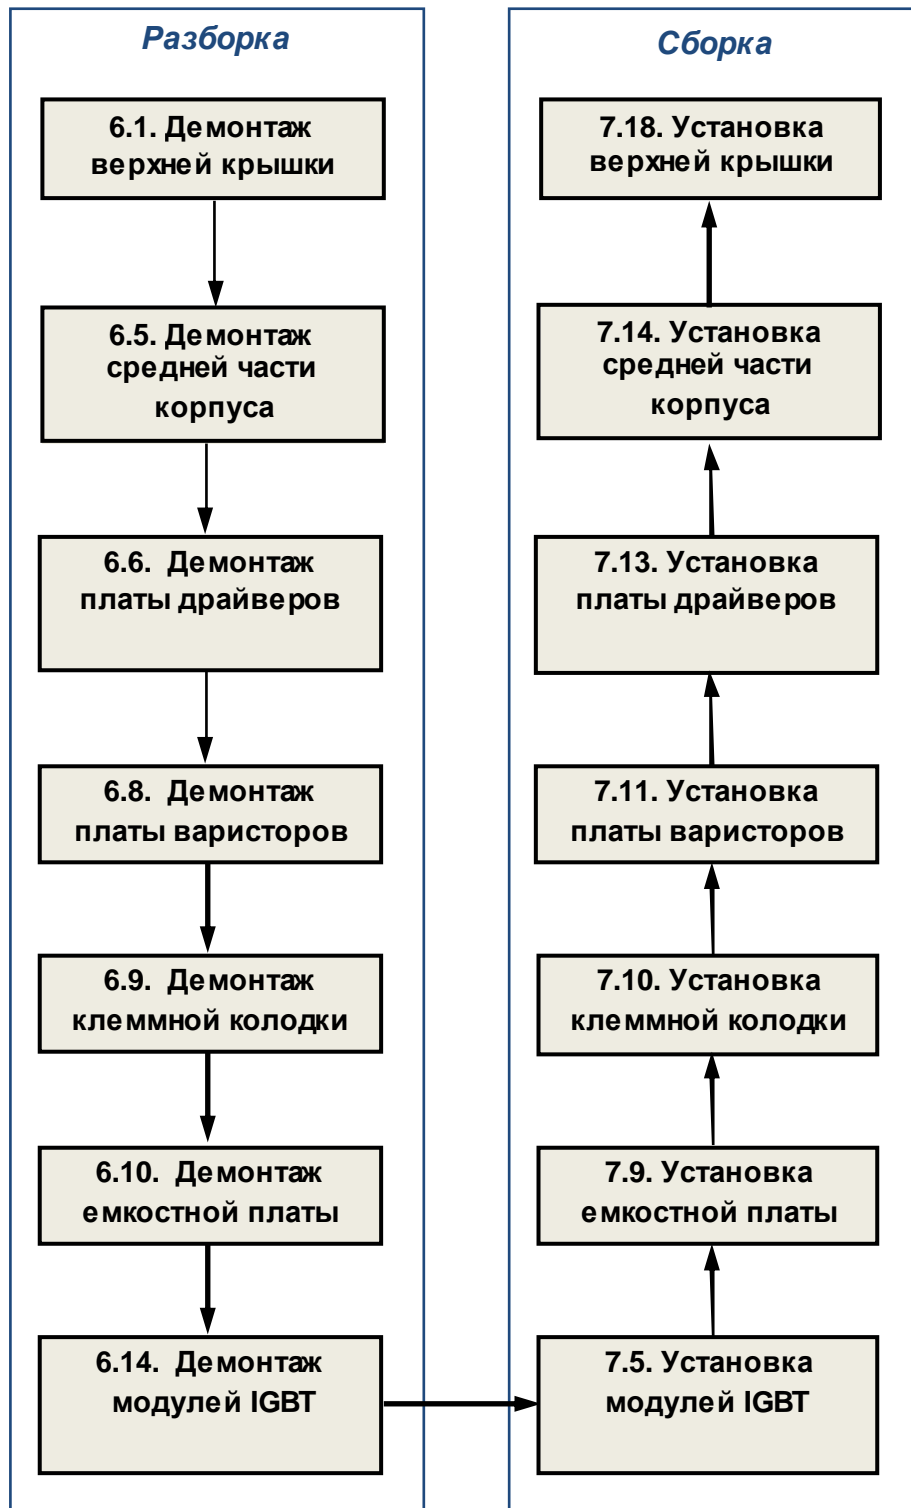 Разборка
6.1. Демонтаж
верхней крышки
6.5. Демонтаж
средней части
корпуса
6.6. Демонтаж
платы драйверов
6.8. Демонтаж
платы варисторов
6.9. Демонтаж
клеммной колодки
6.10. Демонтаж
емкостной платы
6.14. Демонтаж
модулей IGBT
Сборка
7.18. Установка
верхней крышки
7.14. Установка
средней части
корпуса
7.13. Установка
платы драйверов
7.11. Установка
платы варисторов
7.10. Установка
клеммной колодки
7.9. Установка
емкостной платы
7.5. Установка
модулей IGBT